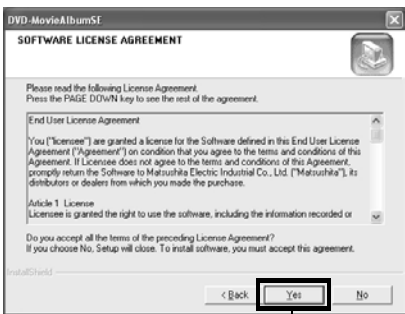 DVD-MovieAlbumSE
SOFTWARE LICENSE AGREEMENT
Please read the following License Agreement.
Press the PAGE DOWN key to see the rest of the agreement.
End User License Agreement
You ("licensee") are granted a license for the Software defined in this End User License
Agreement ("Agreement") on condition that you agree to the terms and conditions of this
Agreement. If Licensee does not agree to the terms and conditions of this Agreement,
promptly return the Software to Matsushita Electric Industrial Co., Ltd. ("Matsushita"), its
distributors or dealers from which you made the purchase.
Article 1 License
Licensee is granted the right to use the software, including the information recorded or
Do you accept all the terms of the preceding License Agreement?
If you choose No, Setup will close. To install software, you must accept this agreement.
InstallShield
< Back Yes No